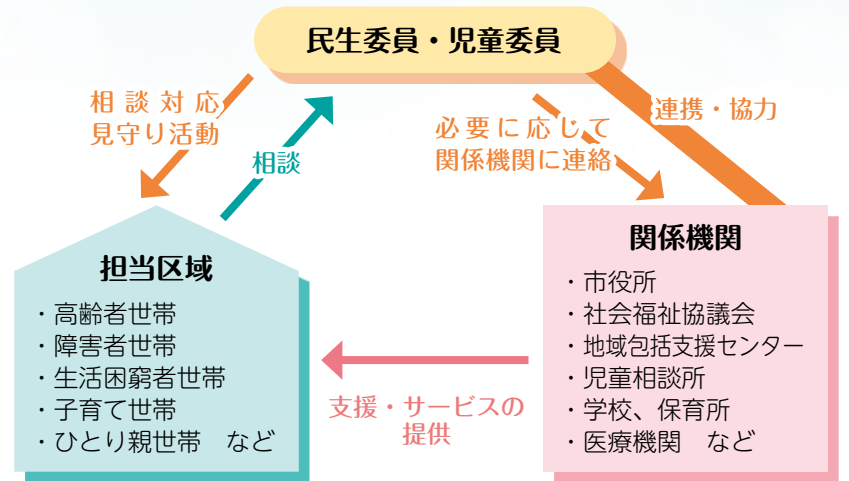 民生委員・児童委員
相談対応
見守り活動
相談
必要に応じて
関係機関に連絡
連携・協力
担当区域
・高齢者世帯
・障害者世帯
・生活困窮者世帯
・子育て世帯
・ひとり親世帯　など
関係機関
・市役所
・社会福祉協議会
・地域包括支援センター
・児童相談所
・学校、保育所
・医療機関　など
支援・サービスの
提供